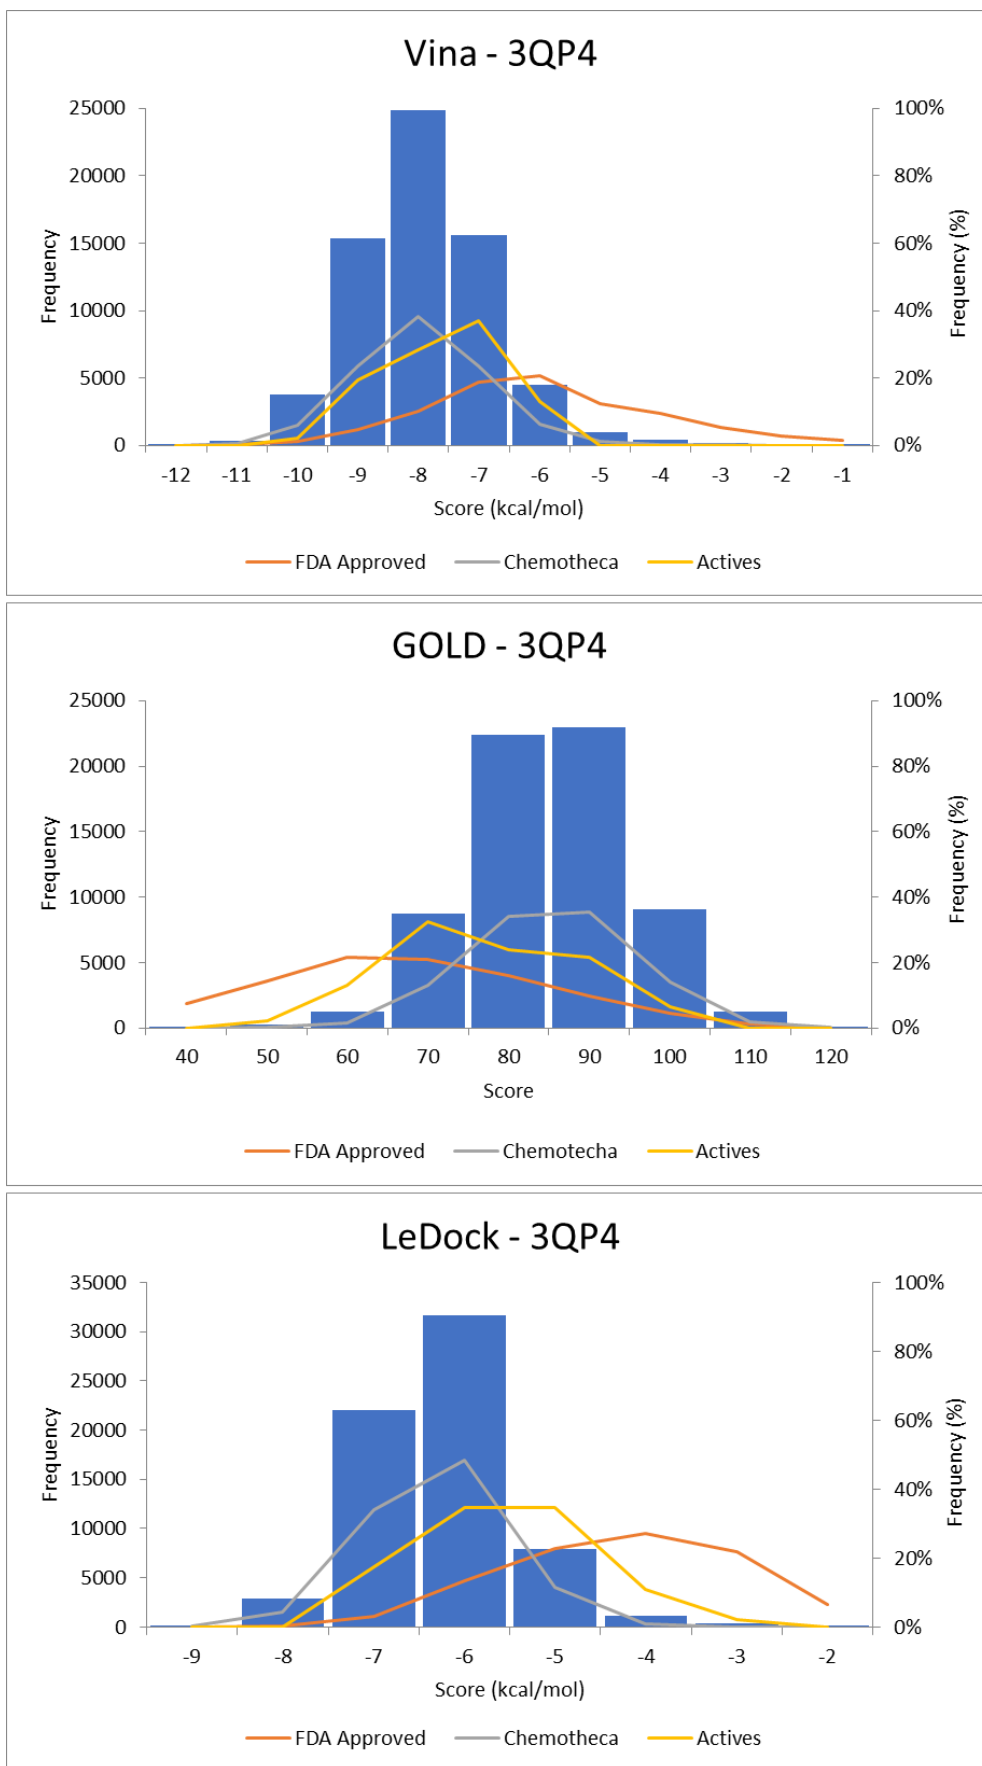 Vina - 3QP4
25000 100%
20000 80%
15000 60%
10000 40%
5000 20%
0 0%
Frequency
Frequency (%)
-12 -11 -10 -9 -8 -7 -6 -5 -4 -3 -2 -1
Score (kcal/mol)
FDA Approved Chemotheca Actives
GOLD - 3QP4
25000 100%
20000 80%
15000 60%
10000 40%
5000 20%
0 0%
Frequency
Frequency (%)
40 50 60 70 80 90 100 110 120
Score
FDA Approved Chemotecha Actives
LeDock - 3QP4
35000 100%
30000
80%
25000
20000 60%
15000
40%
10000
20%
5000
0 0%
Frequency
Frequency (%)
-9 -8 -7 -6 -5 -4 -3 -2
Score (kcal/mol)
FDA Approved Chemotheca Actives